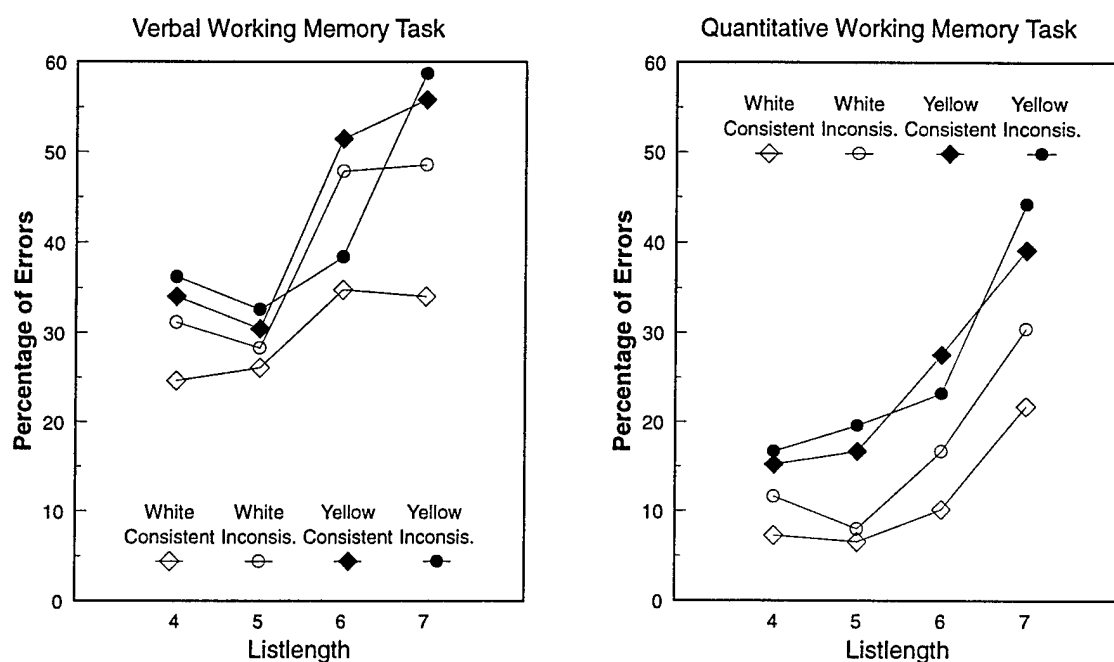 Verbal Working Memory Task
Percentage of Errors
60
50
40
30
20
10
0
White White Yellow Yellow
Consistent Inconsis. Consistent Inconsis.
4 5 6 7
Listlength
Quantitative Working Memory Task
Percentage of Errors
60
50
40
30
20
10
0
White White Yellow Yellow
Consistent Inconsis. Consistent Inconsis.
4 5 6 7
Listlength